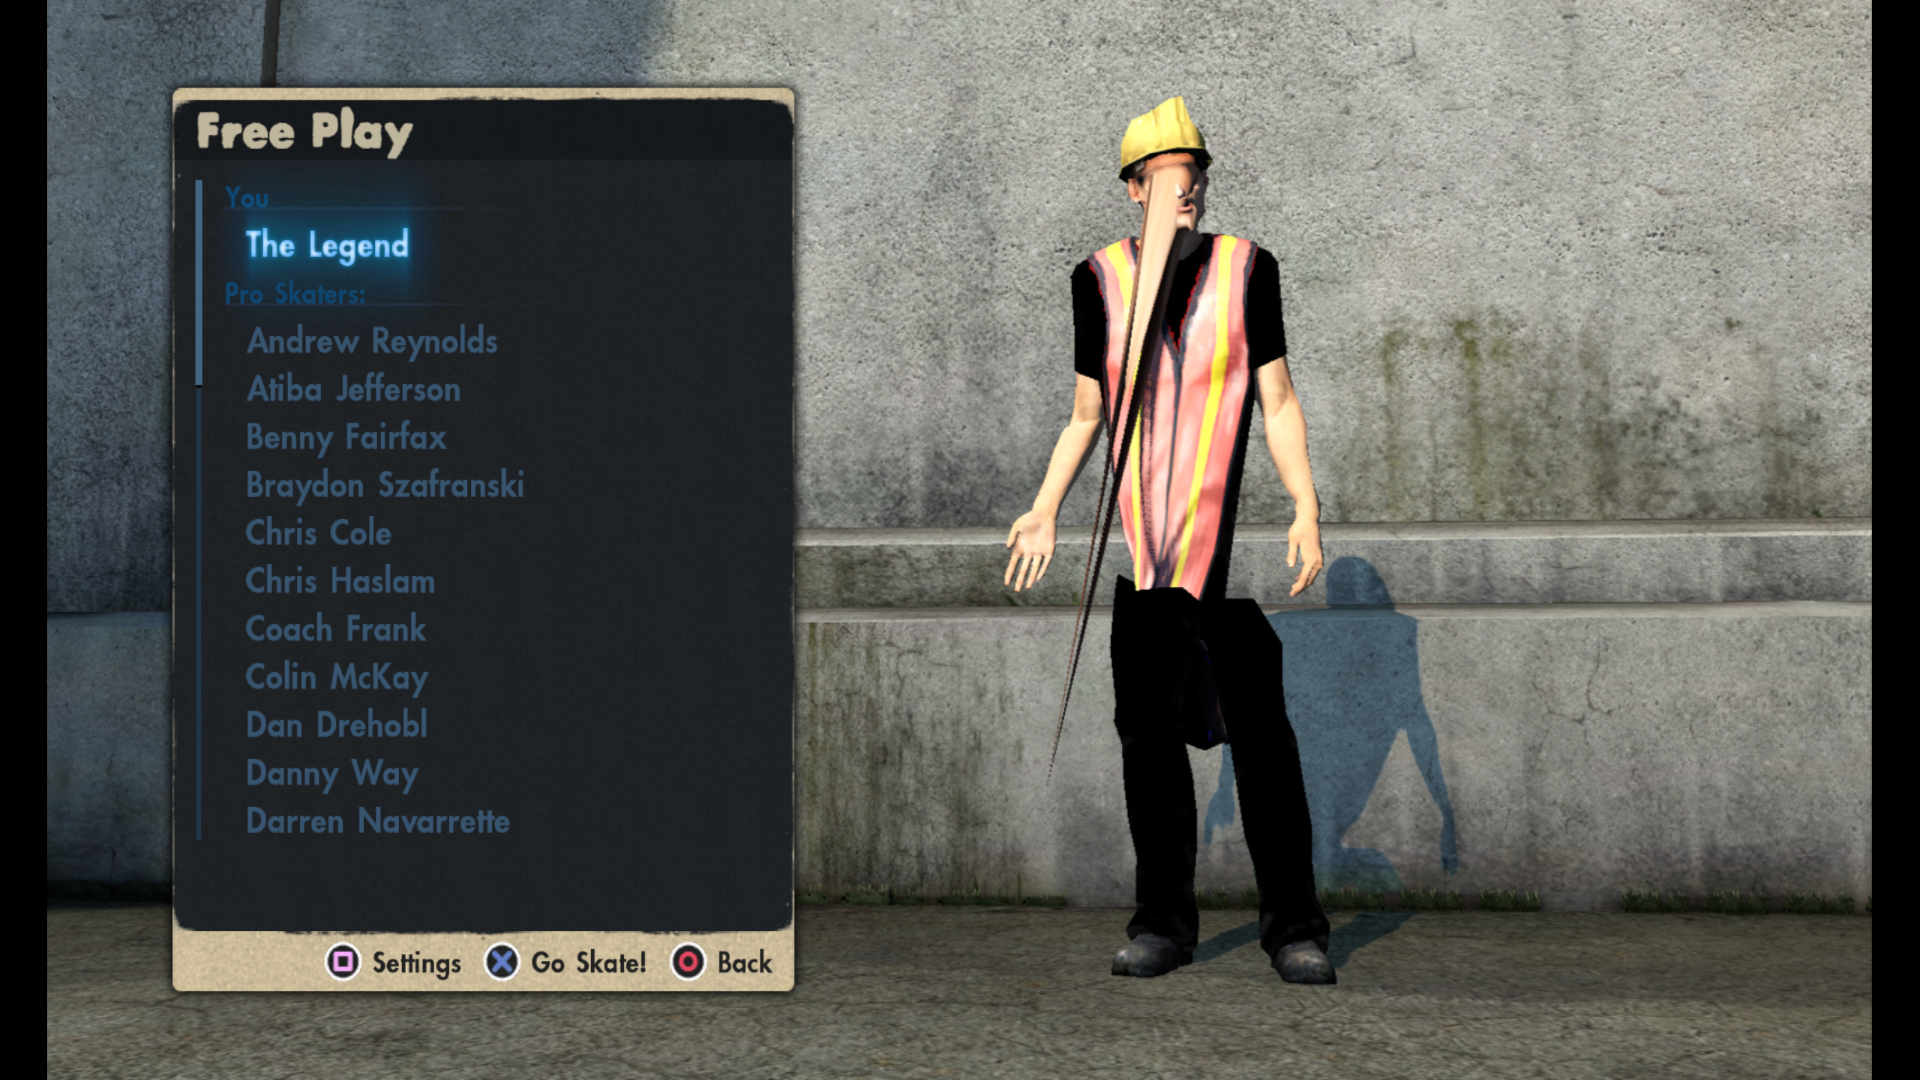 Free Play
You
The Legend
Pro Skaters:
Andrew Reynolds
Atiba Jefferson
Benny Fairfax
Braydon Szafranski
Chris Cole
Chris Haslam
Coach Frank
Colin McKay
Dan Drehobl
Danny Way
Darren Navarrette
Settings Go Skate! Back